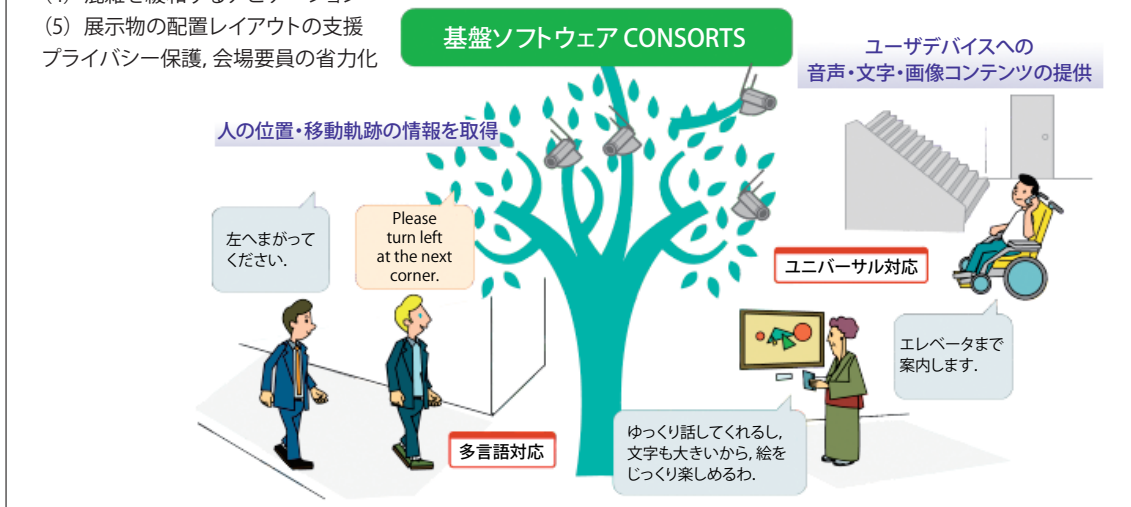 (5) 展示物の配置レイアウトの支援
プライバシー保護, 会場要員の省力化
基盤ソフトウェア CONSORTS
ユーザデバイスへの
音声・文字・画像コンテンツの提供
人の位置・移動軌跡の情報を取得
左へまがって
ください.
Please
turn left
at the next
corner.
ユニバーサル対応
エレベータまで
案内します.
多言語対応
ゆっくり話してくれるし,
文字も大きいから, 絵を
じっくり楽しめるわ.